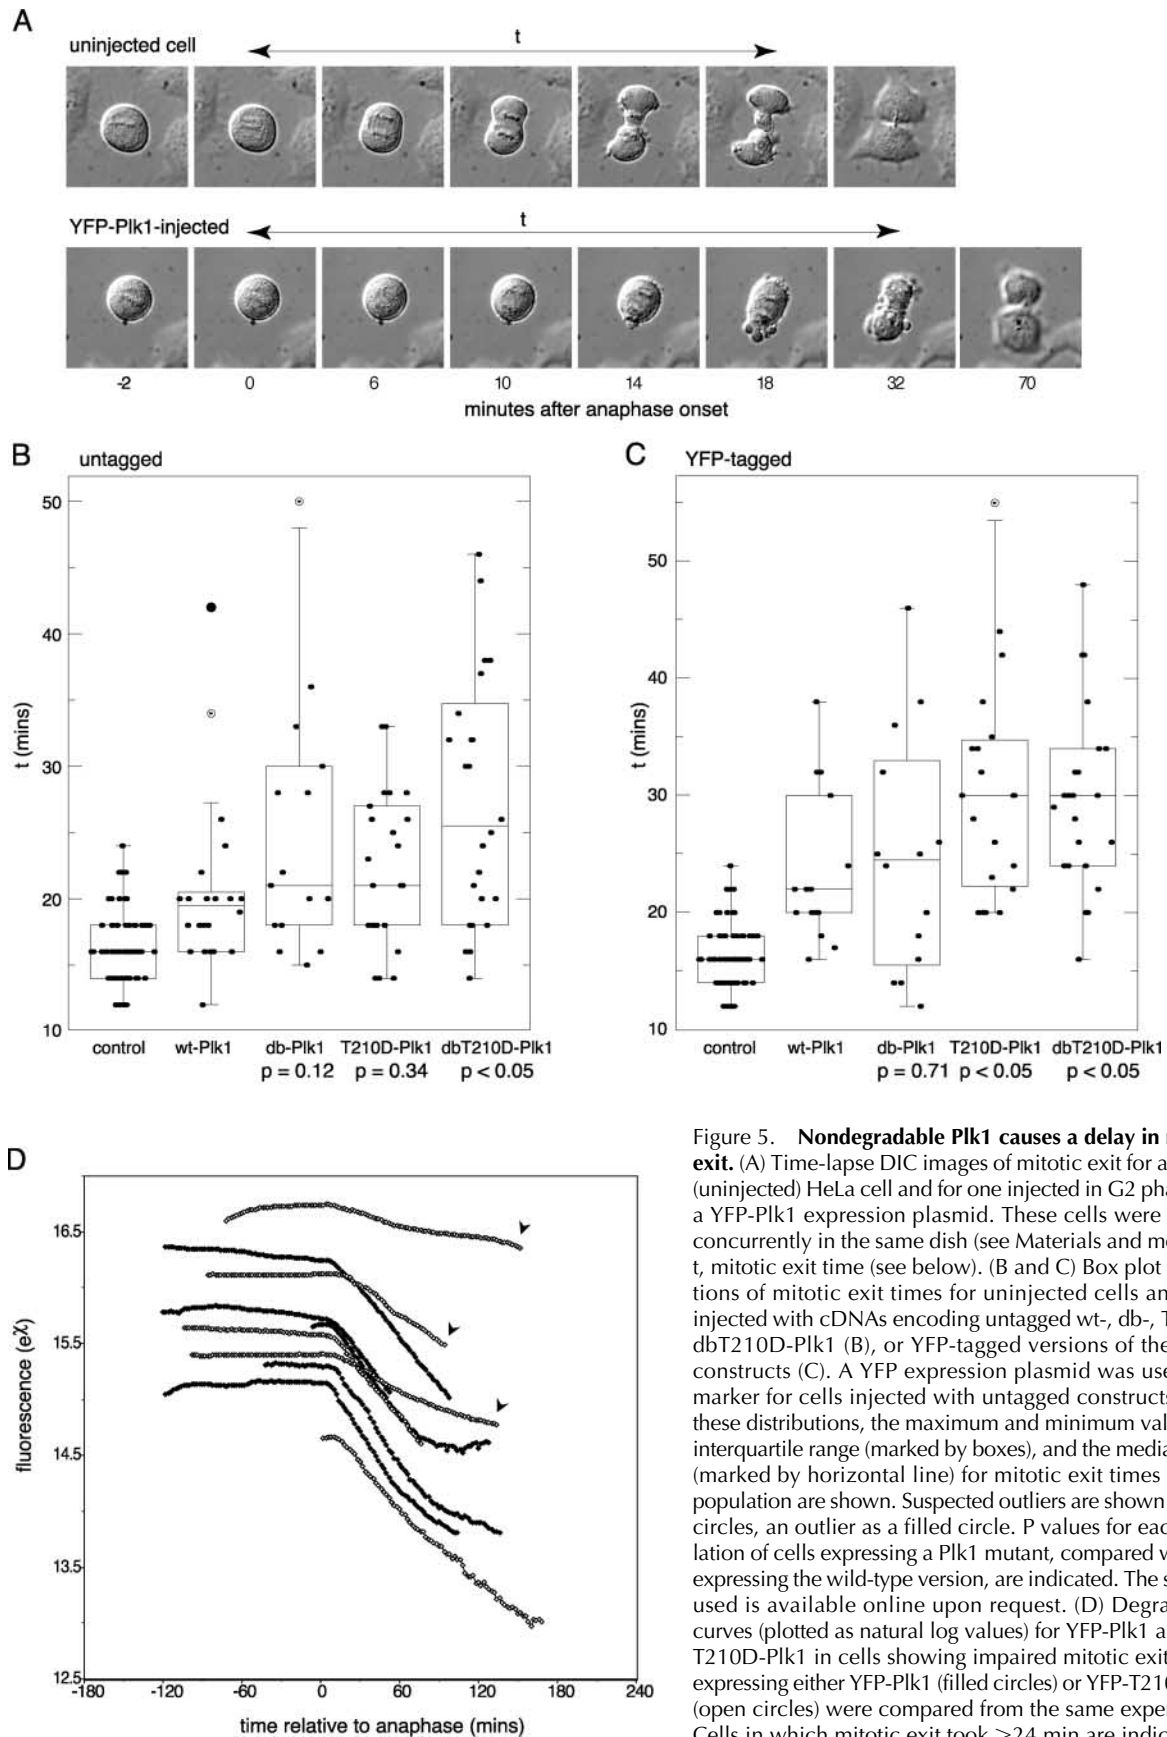 A
uninjected cell
t
YFP-Plk1-injected
t
-2 0 6 10 14 18 32 70
minutes after anaphase onset
B
untagged
50
40
30
20
10
t (mins)
control wt-Plk1 db-Plk1 T210D-Plk1 dbT210D-Plk1
p = 0.12 p = 0.34 p < 0.05
C
YFP-tagged
50
40
30
20
10
t (mins)
control wt-Plk1 db-Plk1 T210D-Plk1 dbT210D-Plk1
p = 0.71 p < 0.05 p < 0.05
D
16.5
15.5
14.5
13.5
12.5
fluorescence (eχ)
-180 -120 -60 0 60 120 180 240
time relative to anaphase (mins)
Figure 5. Nondegradable Plk1 causes a delay in
exit. (A) Time-lapse DIC images of mitotic exit for a
(uninjected) HeLa cell and for one injected in G2
a YFP-Plk1 expression plasmid. These cells were
concurrently in the same dish (see Materials and
t, mitotic exit time (see below). (B and C) Box plot
tions of mitotic exit times for uninjected cells
injected with cDNAs encoding untagged wt-, db-,
dbT210D-Plk1 (B), or YFP-tagged versions of
constructs (C). A YFP expression plasmid was
marker for cells injected with untagged
these distributions, the maximum and minimum
interquartile range (marked by boxes), and the
(marked by horizontal line) for mitotic exit times
population are shown. Suspected outliers are shown
circles, an outlier as a filled circle. P values for
lation of cells expressing a Plk1 mutant, compared
expressing the wild-type version, are indicated. The
used is available online upon request. (D)
curves (plotted as natural log values) for YFP-Plk1
T210D-Plk1 in cells showing impaired mitotic
expressing either YFP-Plk1 (filled circles) or
(open circles) were compared from the same
Cells in which mitotic exit took >24 min are